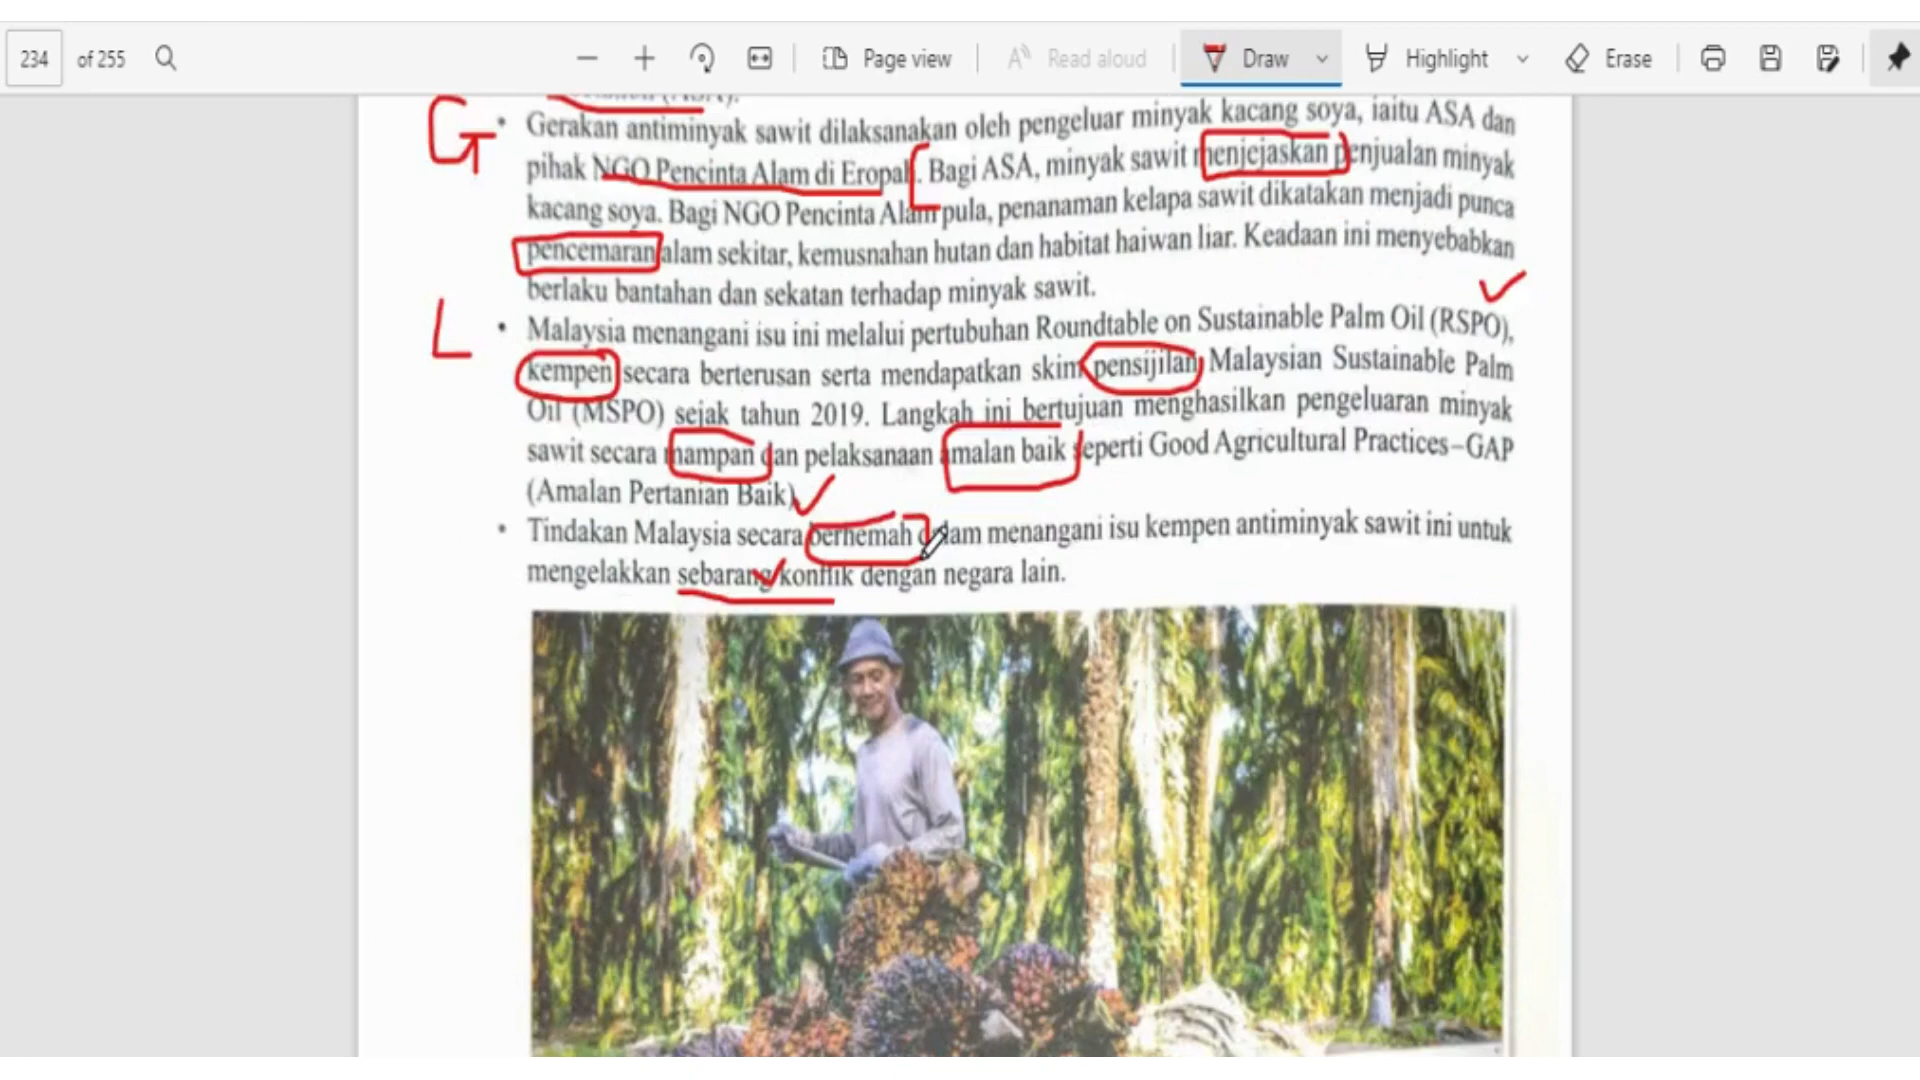 234 of 255
Page view
Read aloud
Draw
Highlight
Erase
G
• Gerakan antiminyak sawit dilaksanakan oleh pengeluar minyak kacang soya, iaitu ASA dan
pihak NGO Pencinta Alam di Eropah. Bagi ASA, minyak sawit menjejaskan penjualan minyak
kacang soya. Bagi NGO Pencinta Alam pula, penanaman kelapa sawit dikatakan menjadi punca
pencemaran alam sekitar, kemusnahan hutan dan habitat haiwan liar. Keadaan ini menyebabkan
berlaku bantahan dan sekatan terhadap minyak sawit.
L
• Malaysia menangani isu ini melalui pertubuhan Roundtable on Sustainable Palm Oil (RSPO),
kempen secara berterusan serta mendapatkan skim pensijilan Malaysian Sustainable Palm
Oil (MSPO) sejak tahun 2019. Langkah ini bertujuan menghasilkan pengeluaran minyak
sawit secara mampan dan pelaksanaan amalan baik seperti Good Agricultural Practices–GAP
(Amalan Pertanian Baik).
• Tindakan Malaysia secara berhemah dalam menangani isu kempen antiminyak sawit ini untuk
mengelakkan sebarang konflik dengan negara lain.